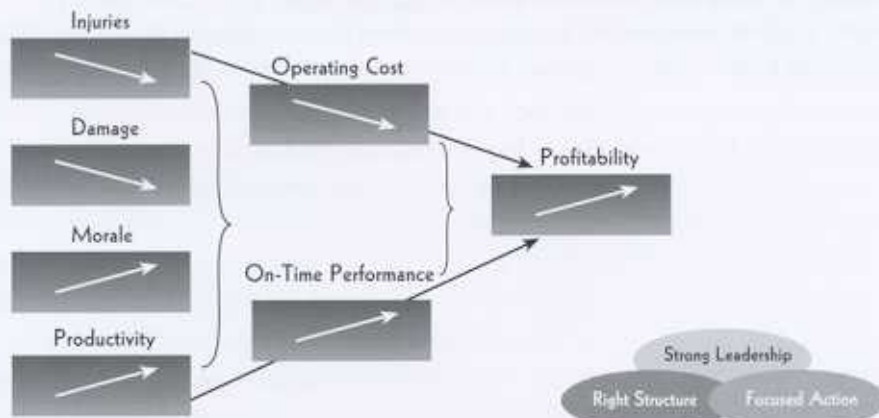 Injuries
Operating Cost
Damage
Profitability
Morale
On-Time Performance
Productivity
Strong Leadership
Right Structure
Focused Action